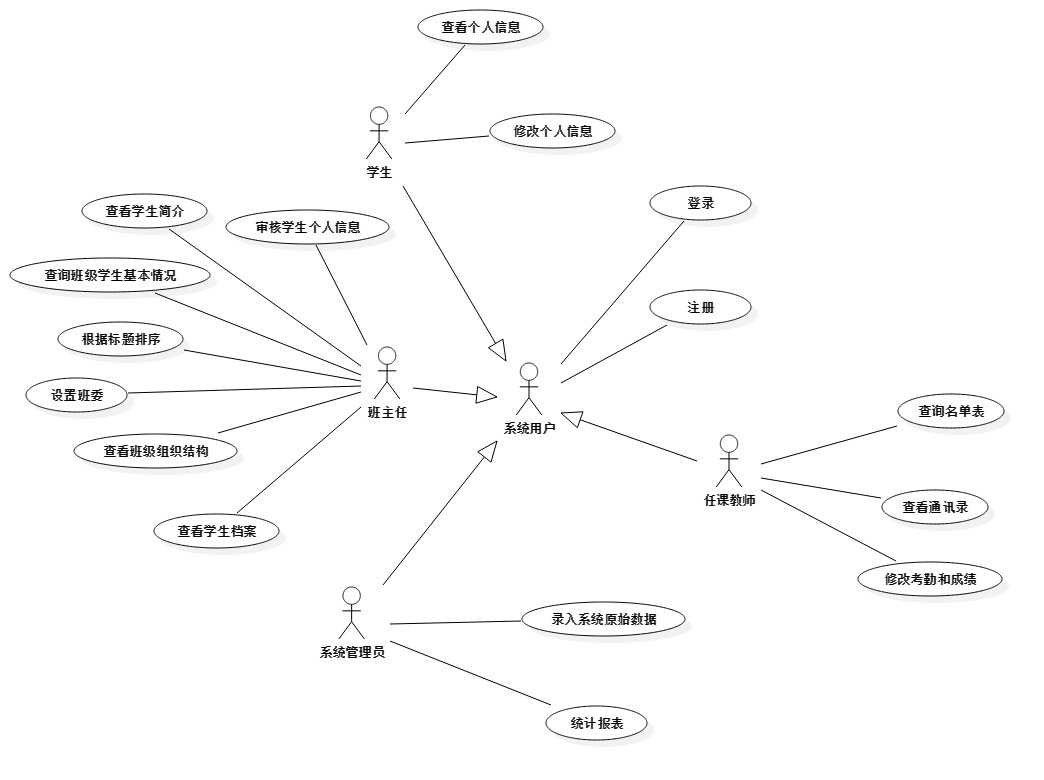 查看个人信息
修改个人信息
学生
登录
查看学生简介
审核学生个人信息
查询班级学生基本情况
注册
根据标题排序
设置班委
班主任
系统用户
查询名单表
查看班级组织结构
任课教师
查看通讯录
查看学生档案
修改考勤和成绩
录入系统原始数据
系统管理员
统计报表